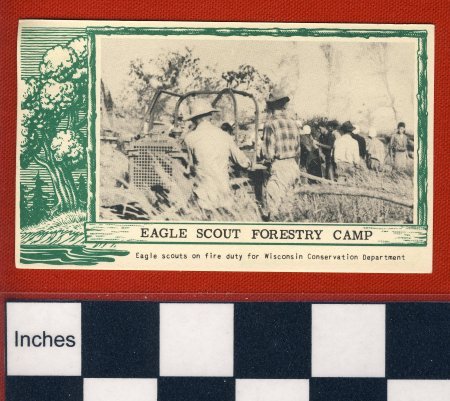 EAGLE SCOUT FORESTRY CAMP
Eagle scouts on fire duty for Wisconsin Conservation Department
Inches